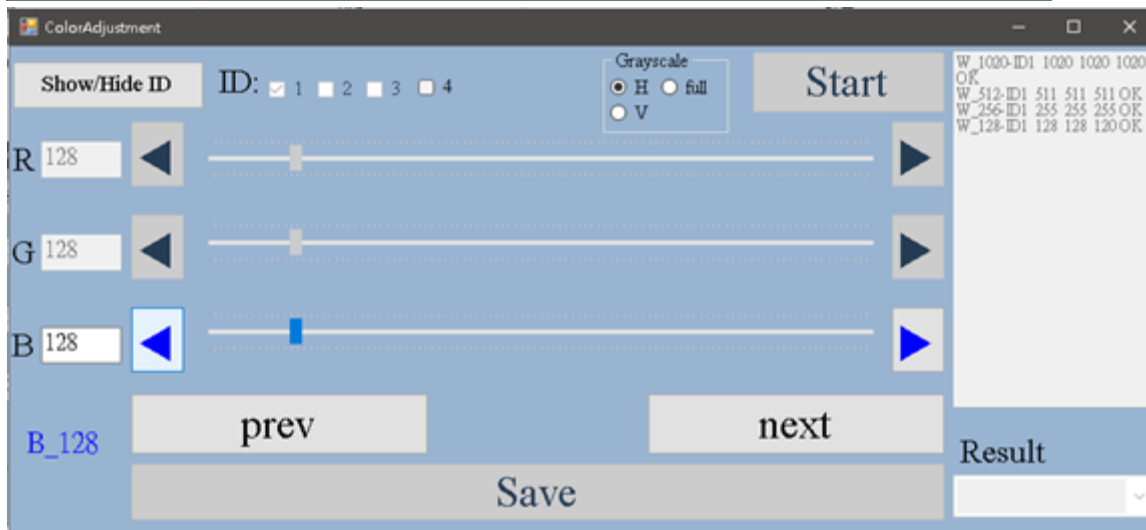 ColorAdjustment
Show/Hide ID
ID: 1 2 3 4
Grayscale
H full
V
Start
W_1020-ID1 1020 1020 1020
OK
W_512-ID1 511 511 511 OK
W_256-ID1 255 255 255 OK
W_128-ID1 128 128 120 OK
R 128
G 128
B 128
B_128
prev
next
Save
Result